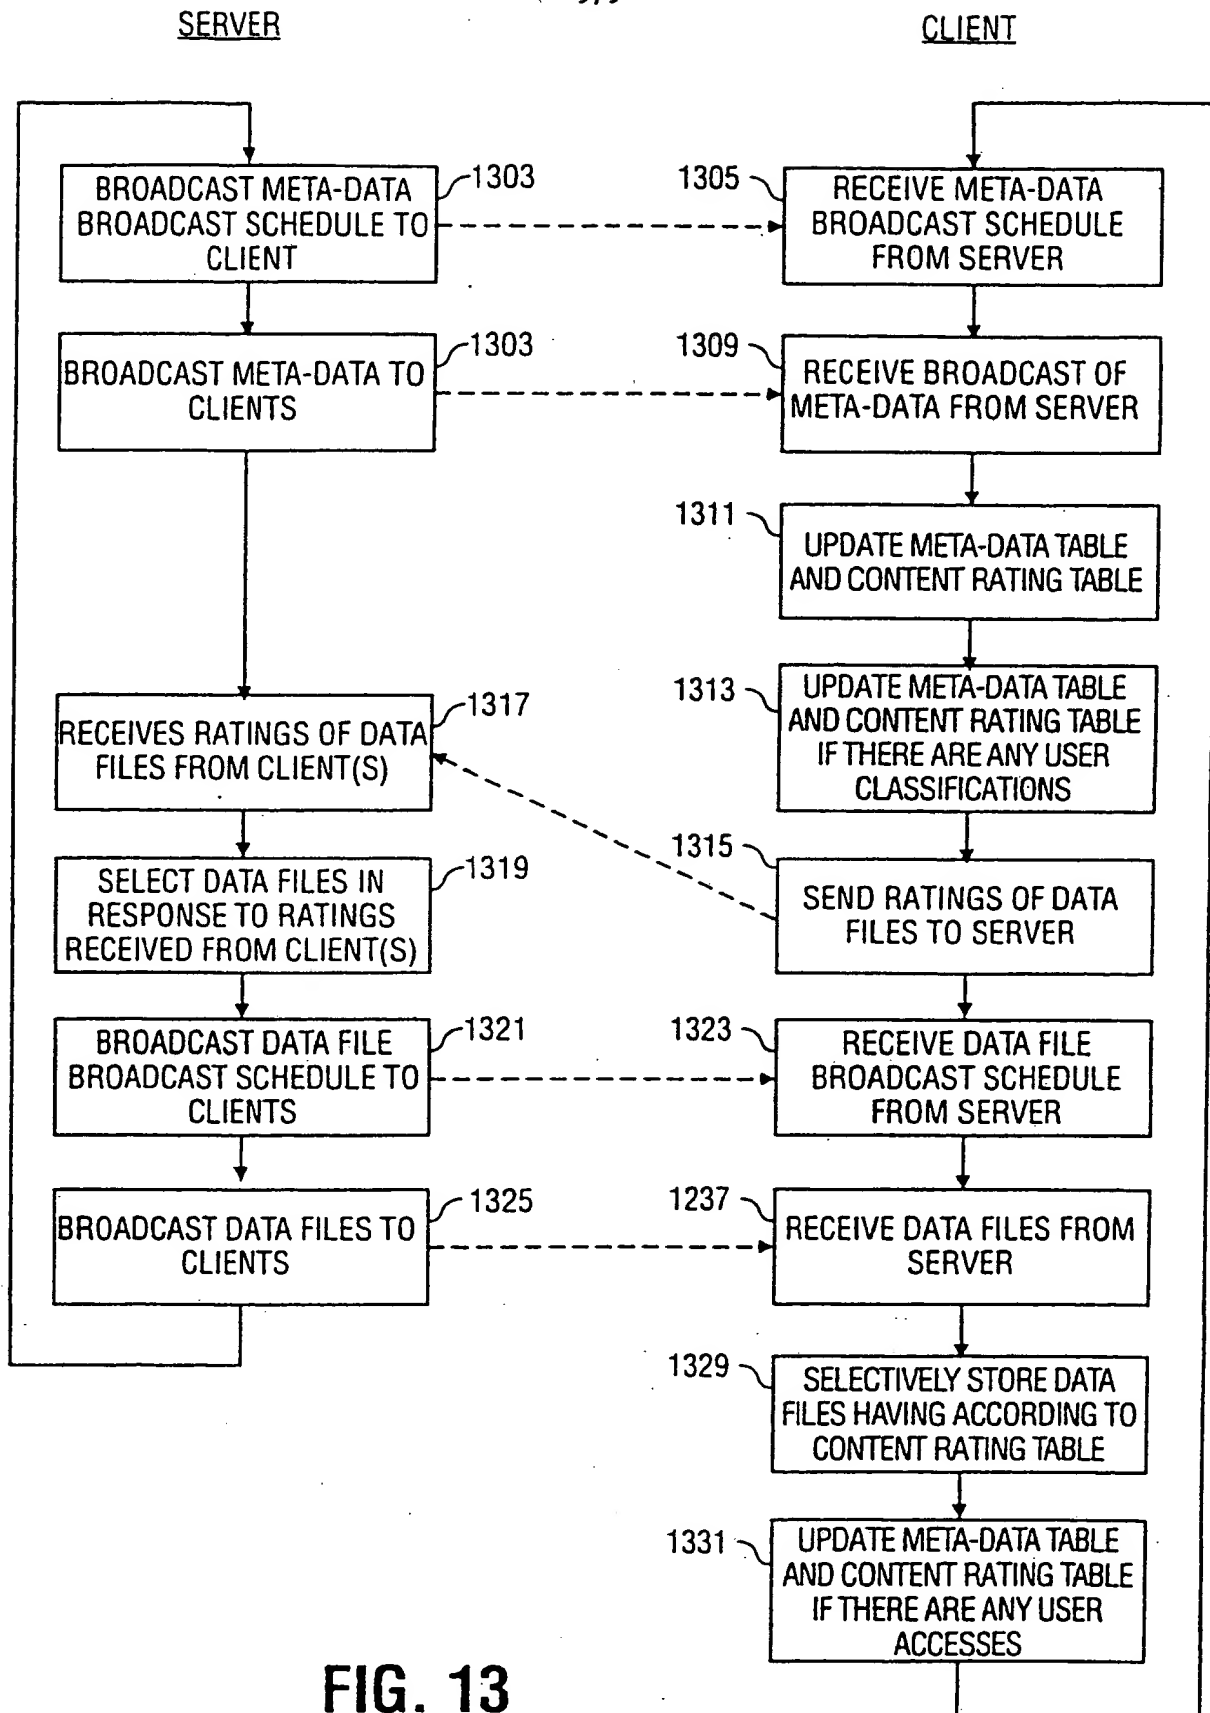 SERVER
CLIENT
BROADCAST META-DATA
BROADCAST SCHEDULE TO
CLIENT
1303
1305
RECEIVE META-DATA
BROADCAST SCHEDULE
FROM SERVER
BROADCAST META-DATA TO
CLIENTS
1303
1309
RECEIVE BROADCAST OF
META-DATA FROM SERVER
1311
UPDATE META-DATA TABLE
AND CONTENT RATING TABLE
1313
UPDATE META-DATA TABLE
AND CONTENT RATING TABLE
IF THERE ARE ANY USER
CLASSIFICATIONS
RECEIVES RATINGS OF DATA
FILES FROM CLIENT(S)
1317
1315
SEND RATINGS OF DATA
FILES TO SERVER
SELECT DATA FILES IN
RESPONSE TO RATINGS
RECEIVED FROM CLIENT(S)
1319
BROADCAST DATA FILE
BROADCAST SCHEDULE TO
CLIENTS
1321
1323
RECEIVE DATA FILE
BROADCAST SCHEDULE
FROM SERVER
BROADCAST DATA FILES TO
CLIENTS
1325
1237
RECEIVE DATA FILES FROM
SERVER
1329
SELECTIVELY STORE DATA
FILES HAVING ACCORDING TO
CONTENT RATING TABLE
1331
UPDATE META-DATA TABLE
AND CONTENT RATING TABLE
IF THERE ARE ANY USER
ACCESSES
FIG. 13